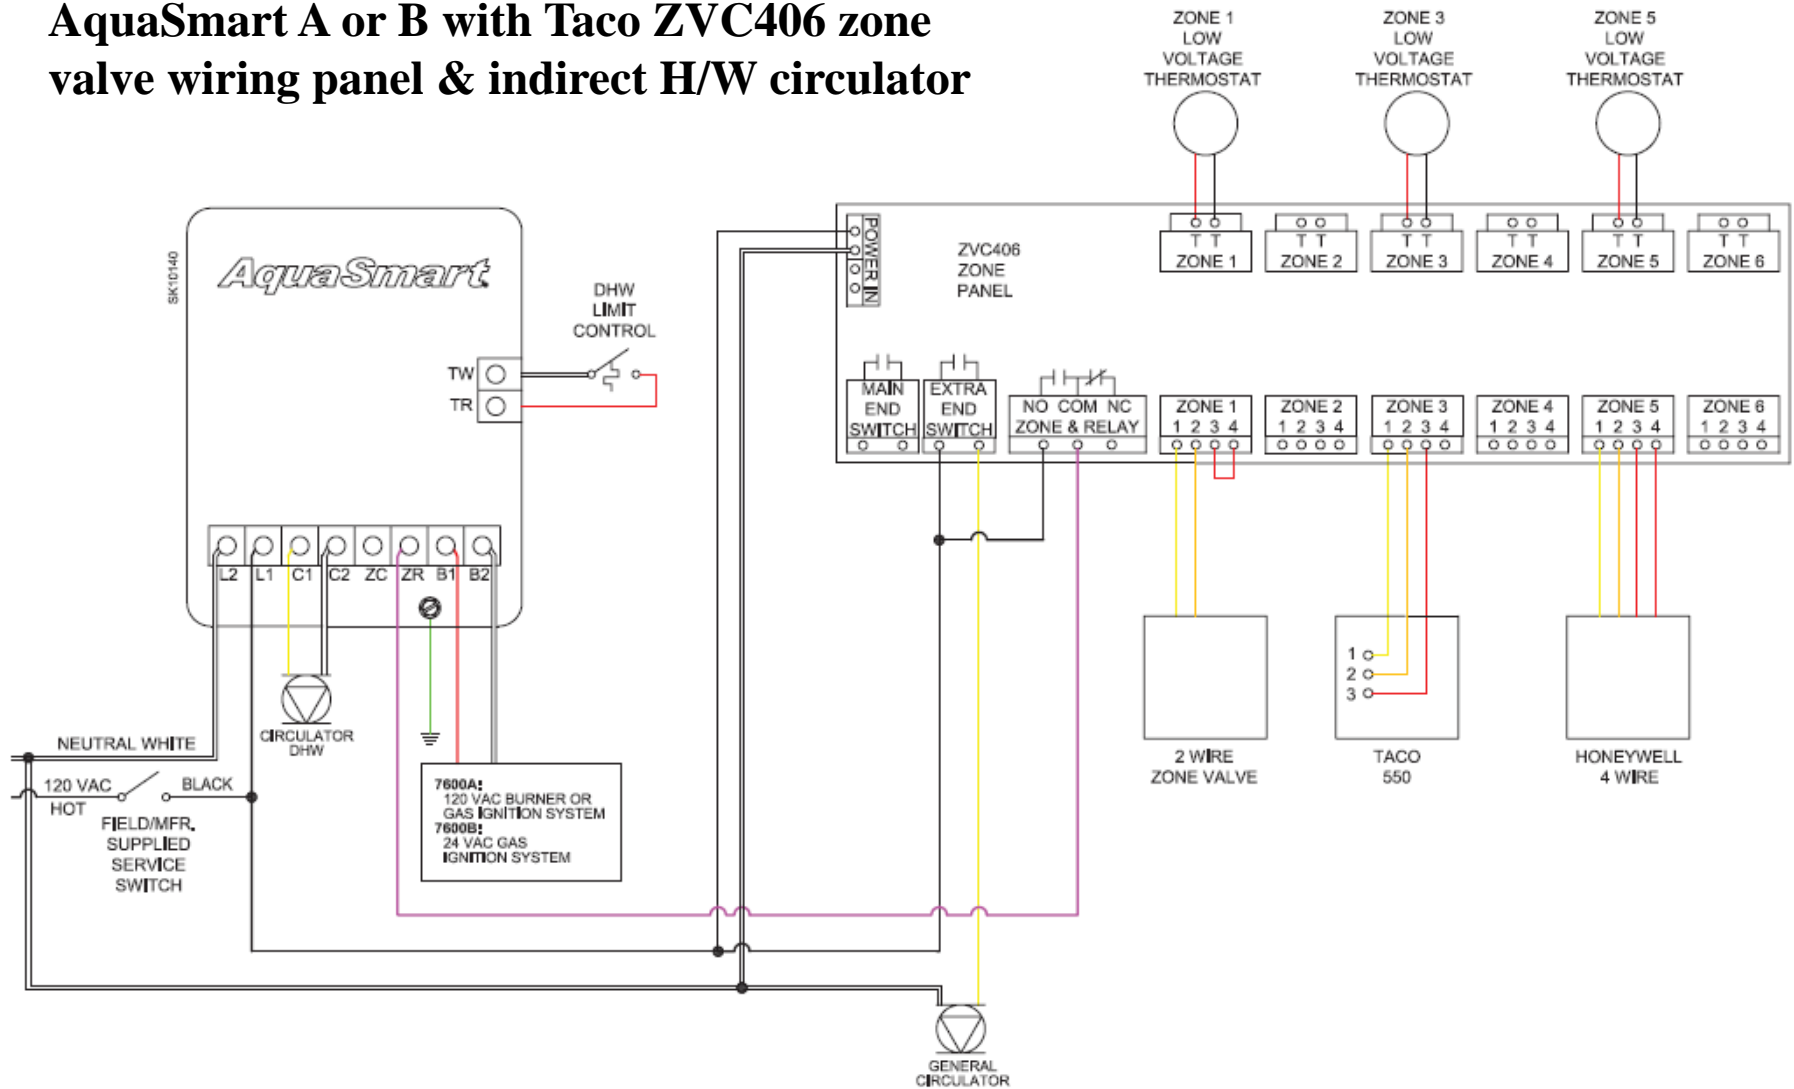 AquaSmart A or B with Taco ZVC406 zone
valve wiring panel & indirect H/W circulator
ZONE 1
LOW
VOLTAGE
THERMOSTAT
ZONE 3
LOW
VOLTAGE
THERMOSTAT
ZONE 5
LOW
VOLTAGE
THERMOSTAT
SK10140
AquaSmart
DHW
LIMIT
CONTROL
TW
TR
L2 L1 C1 C2 ZC ZR B1 B2
POWER IN
ZVC406
ZONE
PANEL
T T
ZONE 1
T T
ZONE 2
T T
ZONE 3
T T
ZONE 4
T T
ZONE 5
T T
ZONE 6
MAIN
END
SWITCH
EXTRA
END
SWITCH
NO COM NC
ZONE & RELAY
ZONE 1
1 2 3 4
ZONE 2
1 2 3 4
ZONE 3
1 2 3 4
ZONE 4
1 2 3 4
ZONE 5
1 2 3 4
ZONE 6
1 2 3 4
CIRCULATOR
DHW
NEUTRAL WHITE
120 VAC
HOT
BLACK
FIELD/MFR.
SUPPLIED
SERVICE
SWITCH
7600A:
120 VAC BURNER OR
GAS IGNITION SYSTEM
7600B:
24 VAC GAS
IGNITION SYSTEM
2 WIRE
ZONE VALVE
1
2
3
TACO
550
HONEYWELL
4 WIRE
GENERAL
CIRCULATOR